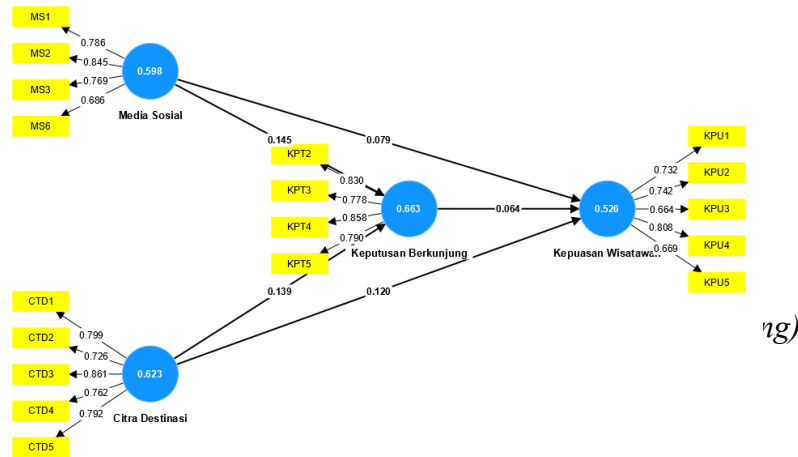 MS1
0.786
MS2
0.845
MS3
0.769
MS6
0.686
0.598
Media Sosial
0.145
0.079
KPT2
0.830
KPT3
0.778
KPT4
0.858
KPT5
0.790
0.663
Keputusan Berkunjung
0.064
0.139
0.120
0.526
Kepuasan Wisatawan
KPU1
0.732
KPU2
0.742
KPU3
0.664
KPU4
0.808
KPU5
0.669
CTD1
0.799
CTD2
0.726
CTD3
0.861
CTD4
0.762
CTD5
0.792
0.623
Citra Destinasi
ng)